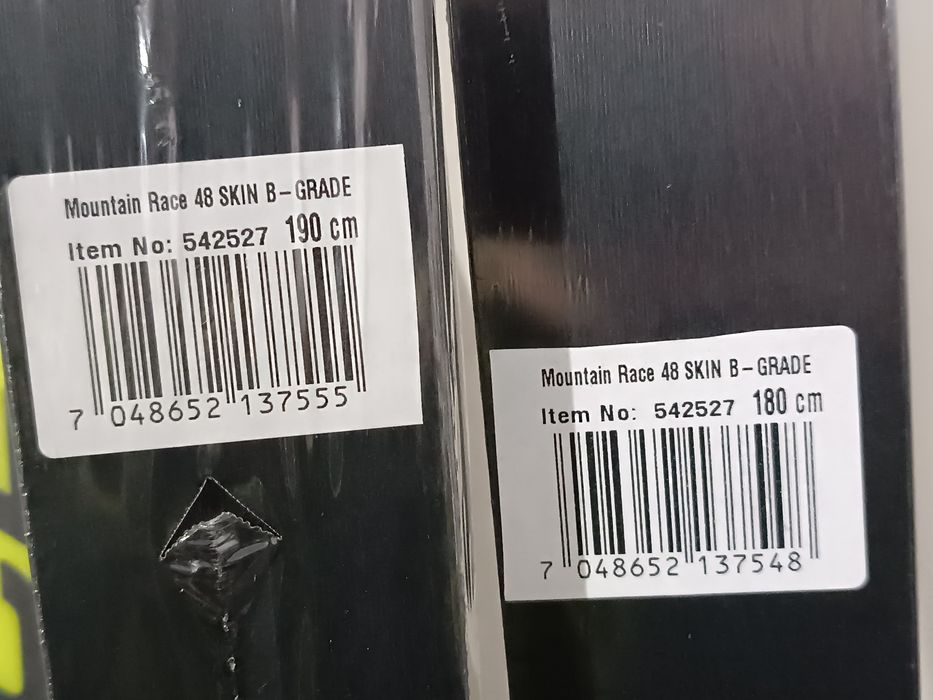 Mountain Race 48 SKIN B-GRADE
Item No: 542527 190 cm
7 048652 137555
Mountain Race 48 SKIN B-GRADE
Item No: 542527 180 cm
7 048652 137548